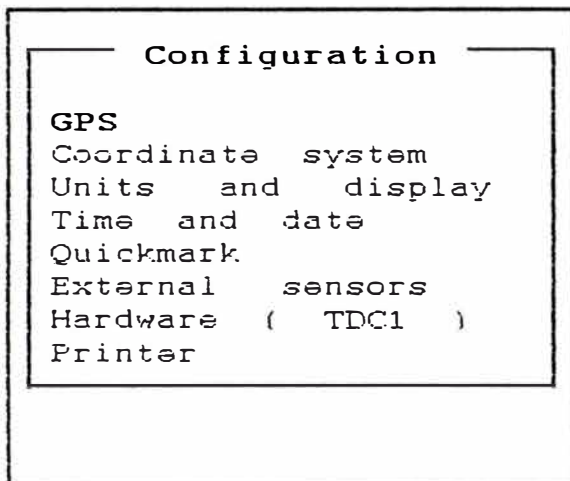 Configuration
GPS
Coordinate system
Units and display
Time and date
Quickmark
External sensors
Hardware ( TDC1 )
Printer